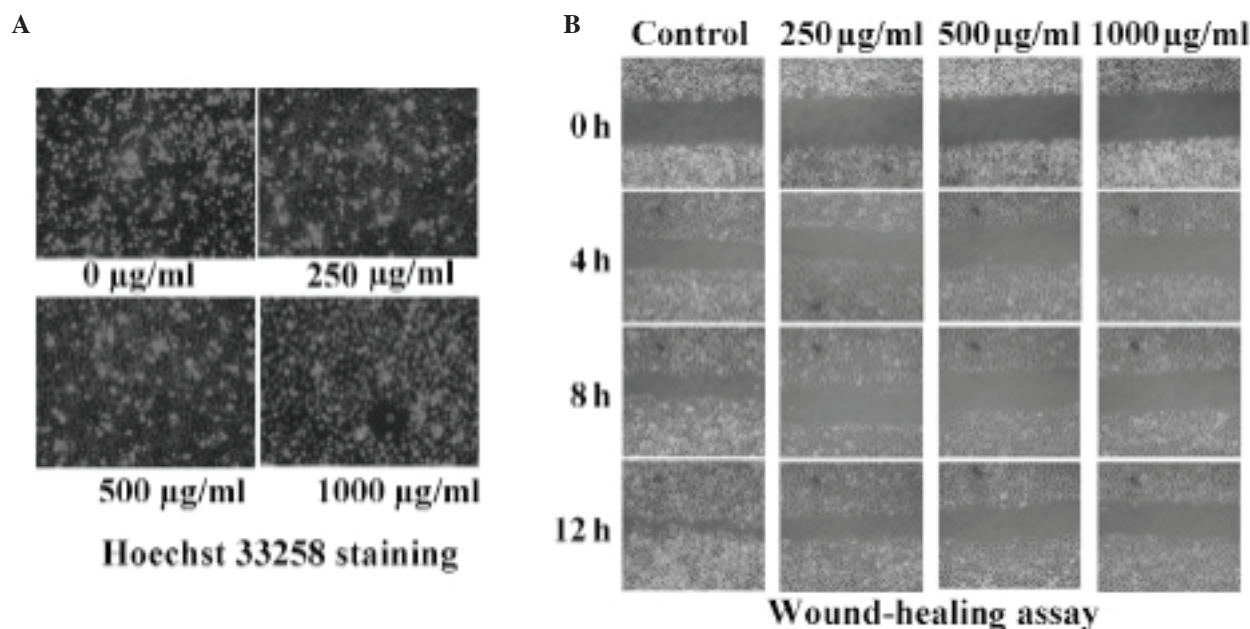 A
0 µg/ml
250 µg/ml
500 µg/ml
1000 µg/ml
Hoechst 33258 staining
B
Control 250 µg/ml 500 µg/ml 1000 µg/ml
0 h
4 h
8 h
12 h
Wound-healing assay